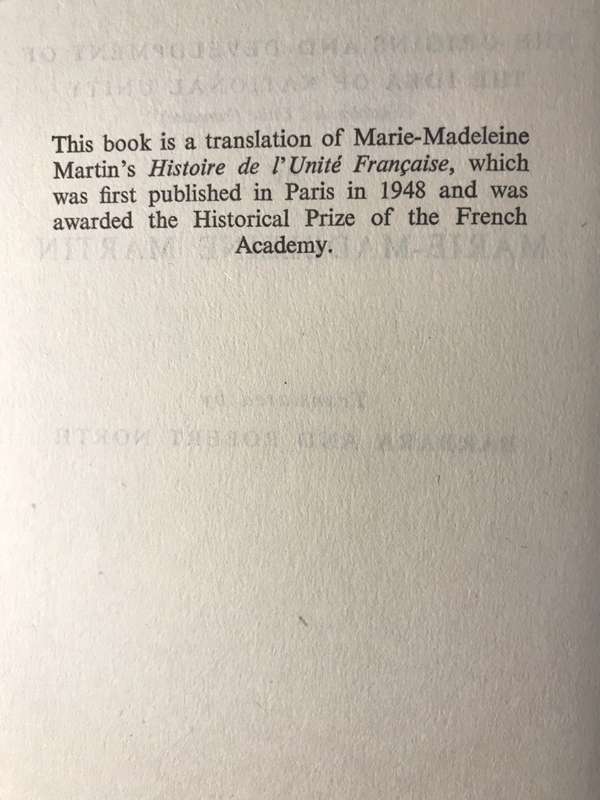 This book is a translation of Marie-Madeleine
Martin's Histoire de l'Unité Française, which
was first published in Paris in 1948 and was
awarded the Historical Prize of the French
Academy.